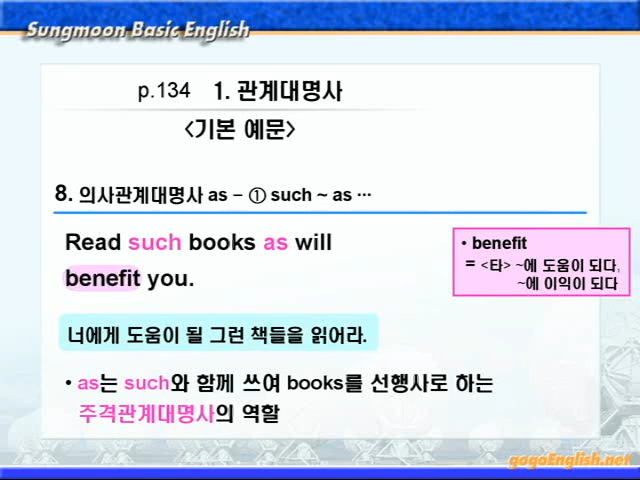 Sungmoon Basic English
p.134 1. 관계대명사
<기본 예문>
8. 의사관계대명사 as – ① such ~ as ···
Read such books as will
benefit you.
• benefit
= <타> ~에 도움이 되다,
~에 이익이 되다
너에게 도움이 될 그런 책들을 읽어라.
• as는 such와 함께 쓰여 books를 선행사로 하는
주격관계대명사의 역할
gogoEnglish.net